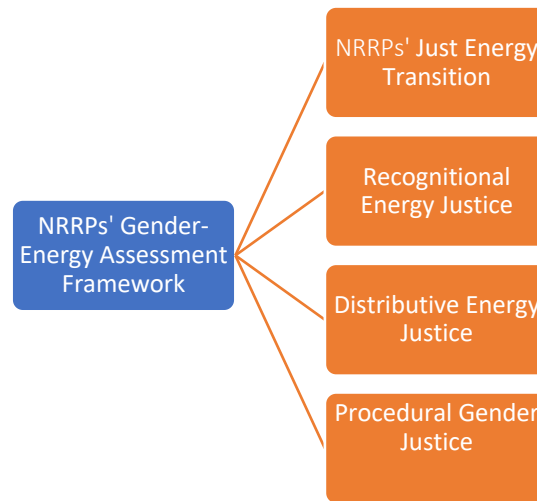 NRRPs' Just Energy
Transition
Recognitional
Energy Justice
NRRPs' Gender-
Energy Assessment
Framework
Distributive Energy
Justice
Procedural Gender
Justice